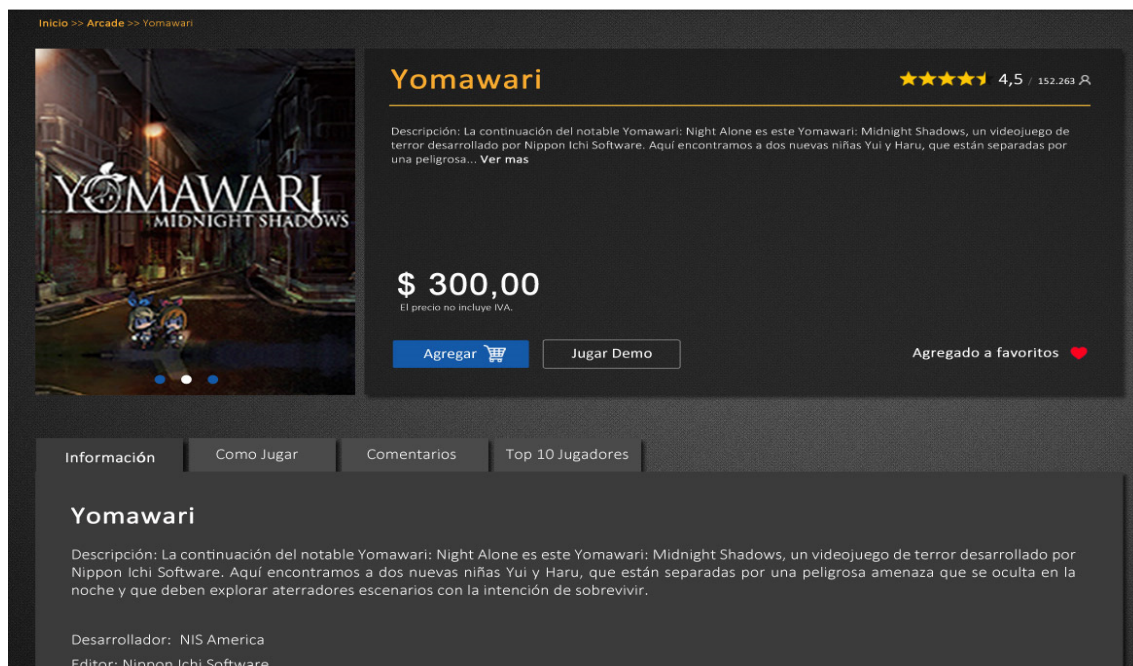 Inicio >> Arcade >> Yomawari
YOMAWARI
MIDNIGHT SHADOWS
Yomawari
4,5 / 152.263
Descripción: La continuación del notable Yomawari: Night Alone es este Yomawari: Midnight Shadows, un videojuego de
terror desarrollado por Nippon Ichi Software. Aquí encontramos a dos nuevas niñas Yui y Haru, que están separadas por
una peligrosa... Ver mas
$ 300,00
El precio no incluye IVA.
Agregar
Jugar Demo
Agregado a favoritos
Información
Como Jugar
Comentarios
Top 10 Jugadores
Yomawari
Descripción: La continuación del notable Yomawari: Night Alone es este Yomawari: Midnight Shadows, un videojuego de terror desarrollado por
Nippon Ichi Software. Aquí encontramos a dos nuevas niñas Yui y Haru, que están separadas por una peligrosa amenaza que se oculta en la
noche y que deben explorar aterradores escenarios con la intención de sobrevivir.
Desarrollador: NIS America
Editor: Nippon Ichi Software